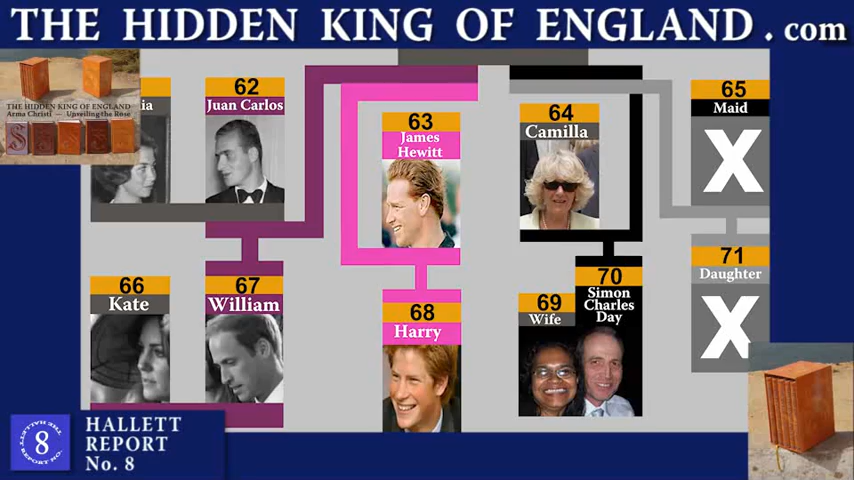 THE HIDDEN KING OF ENGLAND . com
THE HIDDEN KING OF ENGLAND
Arma Christi — Unveiling the Rose
62
Juan Carlos
63
James
Hewitt
64
Camilla
65
Maid
X
66
Kate
67
William
68
Harry
69
Wife
70
Simon
Charles
Day
71
Daughter
X
8
HALLETT
REPORT
No. 8